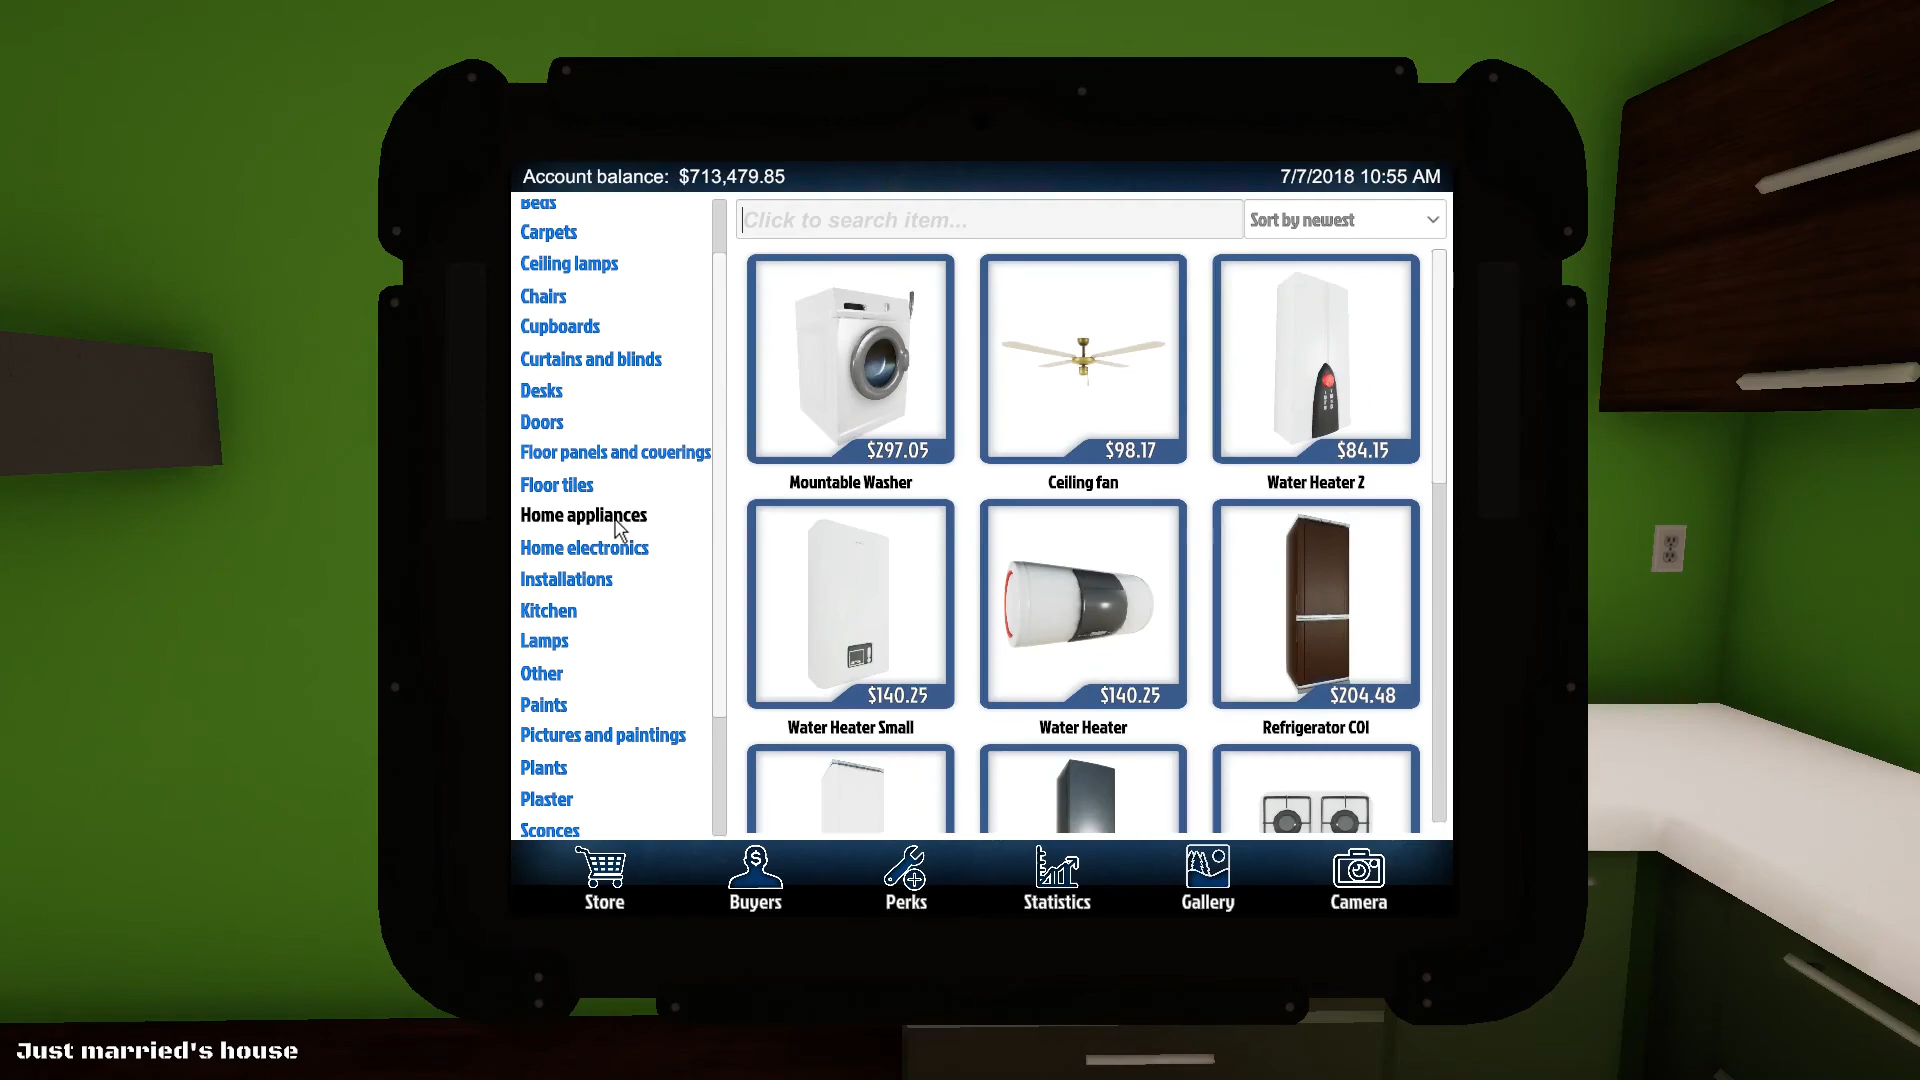 Account balance: $713,479.85
7/7/2018 10:55 AM
Beds
Carpets
Ceiling lamps
Chairs
Cupboards
Curtains and blinds
Desks
Doors
Floor panels and coverings
Floor tiles
Home appliances
Home electronics
Installations
Kitchen
Lamps
Other
Paints
Pictures and paintings
Plants
Plaster
Sconces
Click to search item...
Sort by newest
$297.05
$98.17
$84.15
Mountable Washer
Ceiling fan
Water Heater 2
$140.25
$140.25
$204.48
Water Heater Small
Water Heater
Refrigerator C01
Store
Buyers
Perks
Statistics
Gallery
Camera
Just married's house